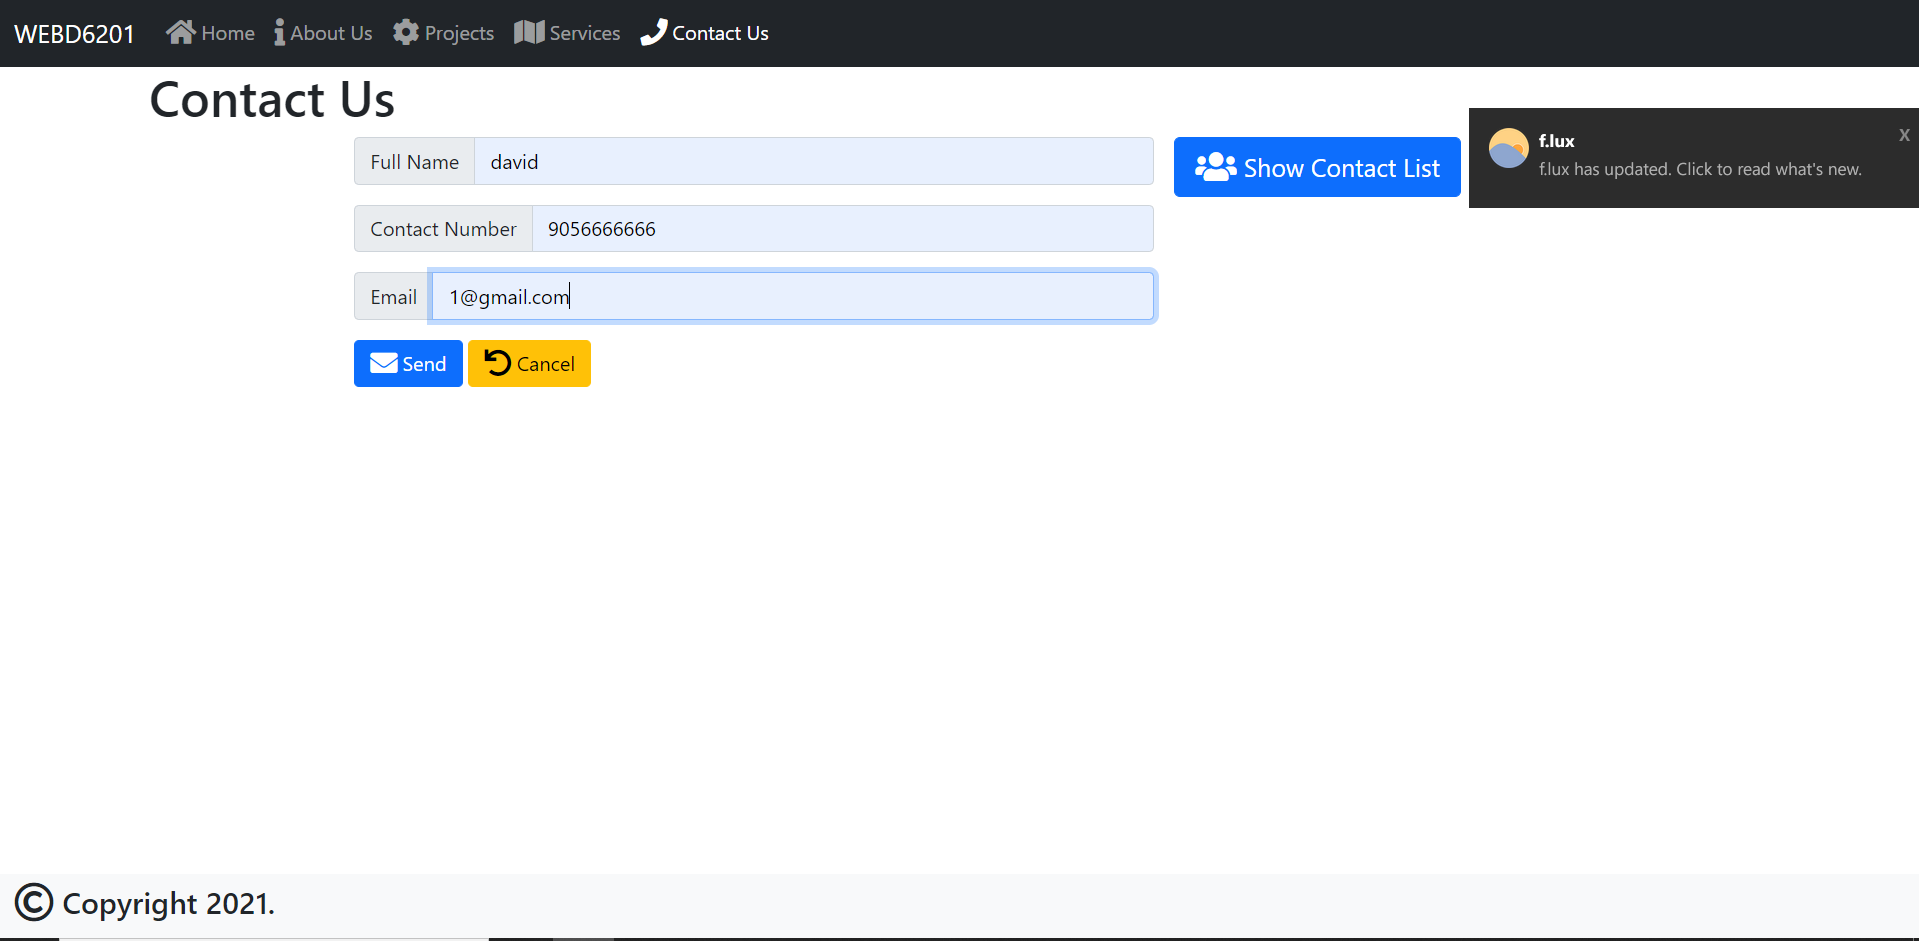 WEBD6201 Home About Us Projects Services Contact Us
Contact Us
Full Name david
Show Contact List
f.lux
X
f.lux has updated. Click to read what's new.
Contact Number 9056666666
Email 1@gmail.com
Send Cancel
© Copyright 2021.